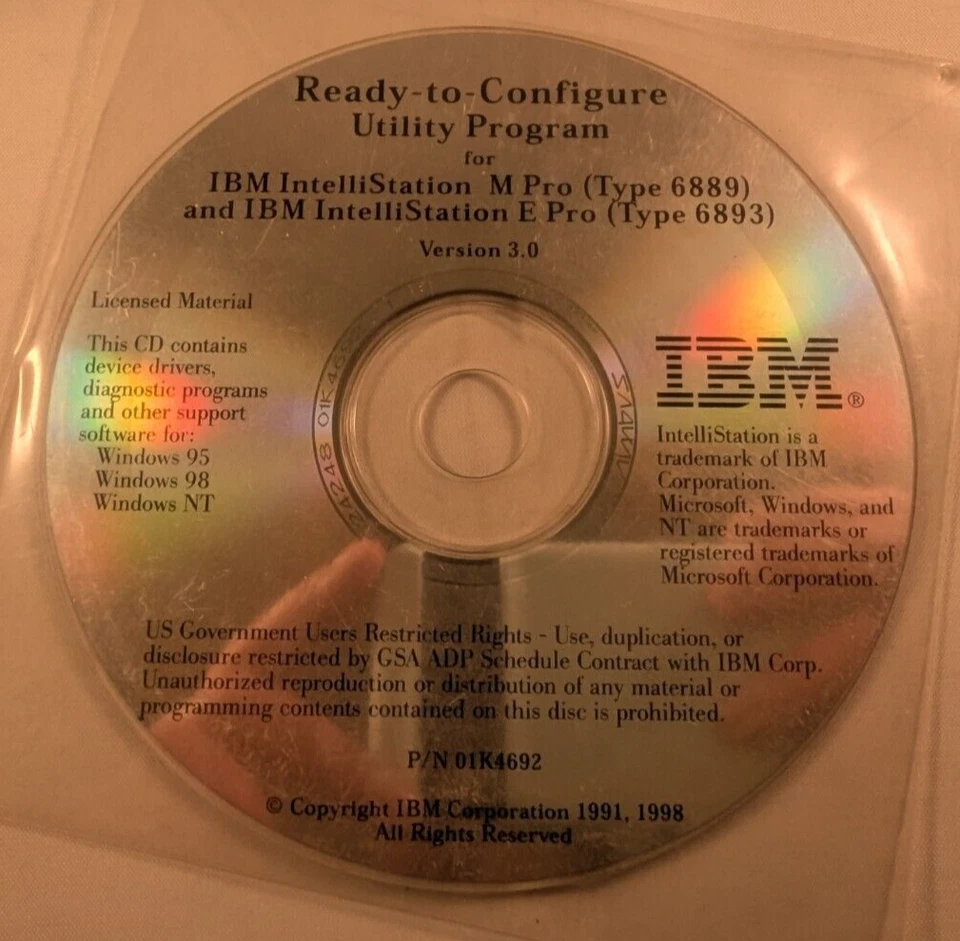 Ready-to-Configure
Utility Program
for
IBM IntelliStation M Pro (Type 6889)
and IBM IntelliStation E Pro (Type 6893)
Version 3.0
Licensed Material
This CD contains
device drivers,
diagnostic programs
and other support
software for:
Windows 95
Windows 98
Windows NT
IBM®
IntelliStation is a
trademark of IBM
Corporation.
Microsoft, Windows, and
NT are trademarks or
registered trademarks of
Microsoft Corporation.
US Government Users Restricted Rights - Use, duplication, or
disclosure restricted by GSA ADP Schedule Contract with IBM Corp.
Unauthorized reproduction or distribution of any material or
programming contents contained on this disc is prohibited.
P/N 01K4692
© Copyright IBM Corporation 1991, 1998
All Rights Reserved